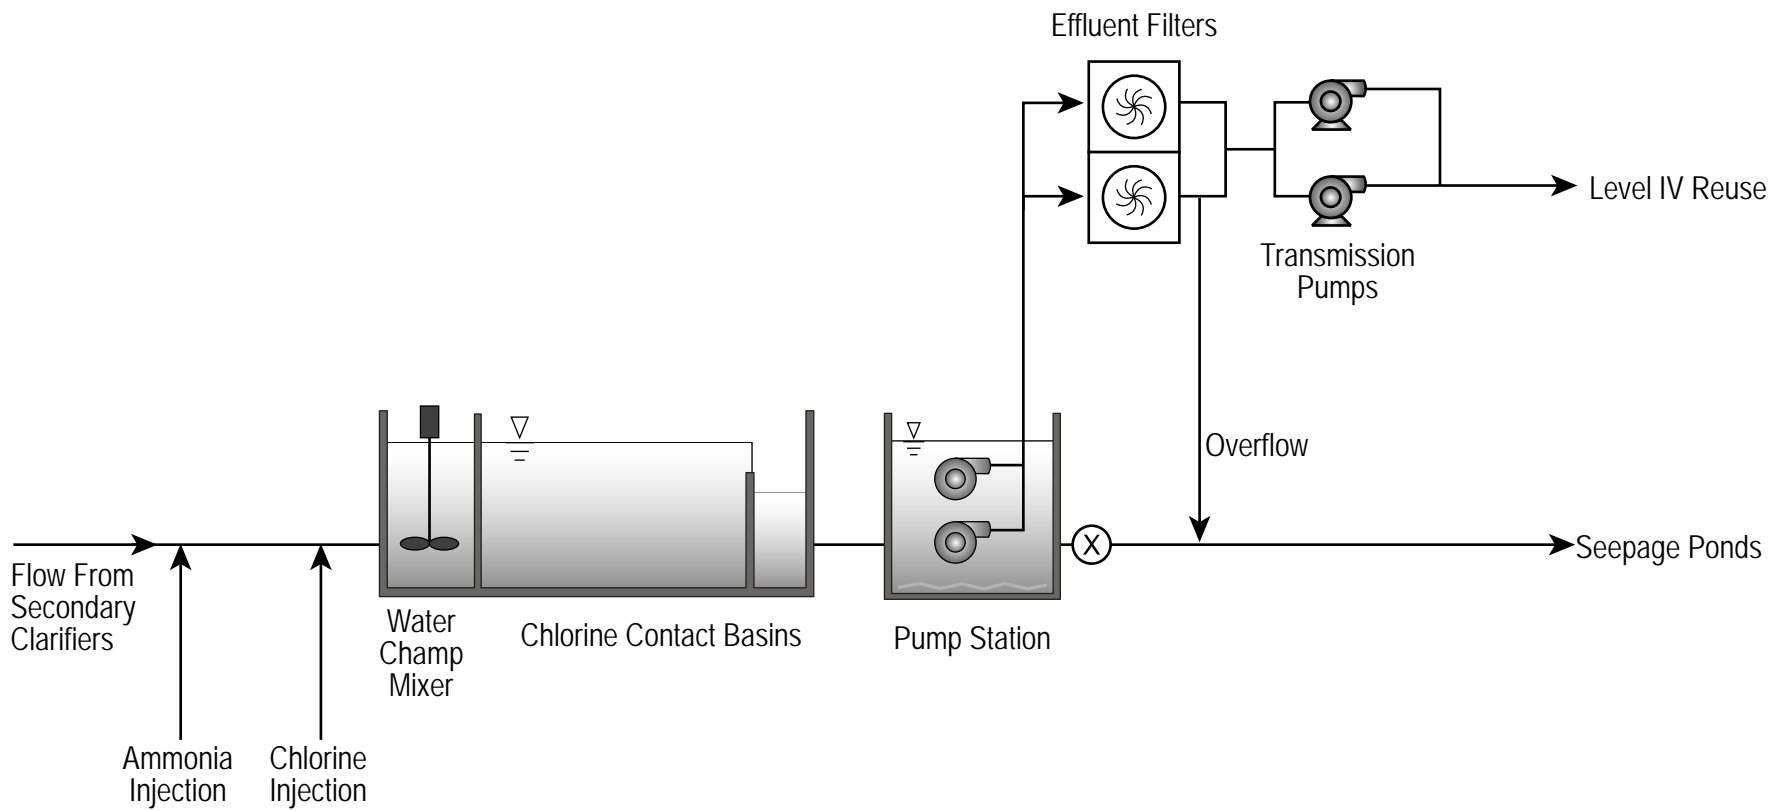 Effluent Filters
Level IV Reuse
Transmission
Pumps
Overflow
X
Seepage Ponds
Flow From
Secondary
Clarifiers
Water
Champ
Mixer
Chlorine Contact Basins
Pump Station
Ammonia
Injection
Chlorine
Injection